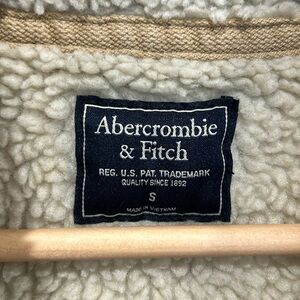 Abercrombie
& Fitch
REG. U.S. PAT. TRADEMARK
QUALITY SINCE 1892
S
MADE IN VIETNAM